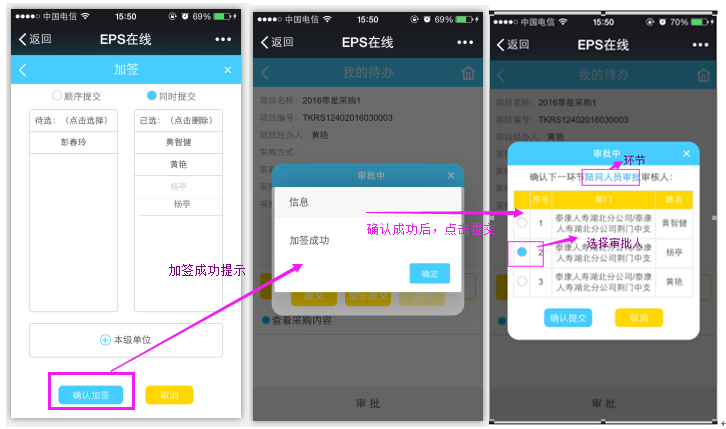 中国电信 15:50 69%
返回 EPS在线
加签
顺序提交 同时提交
待选：（点击选择） 已选：（点击删除）
彭春玲 黄智健
黄艳
杨亭
杨亭
本级单位
确认加签 取消
加签成功提示
中国电信 15:50 69%
返回 EPS在线
我的待办
项目名称：2016零星采购1
项目编号：TKRS12402016030003
项目经办人：黄艳
采购方式：
审批中
信息
加签成功
确定
确认成功后，点击提交
提交 加签提交
查看采购内容
审 批
中国电信 15:50 70%
返回 EPS在线
我的待办
项目名称：2016零星采购1
项目编号：TKRS12402016030003
项目经办人：黄艳
审批中
环节
确认下一环节陪同人员审批审核人：
序号 部门 姓名
1 泰康人寿湖北分公司/泰康人寿湖北分公司荆门中支 黄智健
选择审批人
2 泰康人寿湖北分公司/泰康人寿湖北分公司荆门中支 杨亭
3 泰康人寿湖北分公司/泰康人寿湖北分公司荆门中支 黄艳
确认提交 取消
审 批